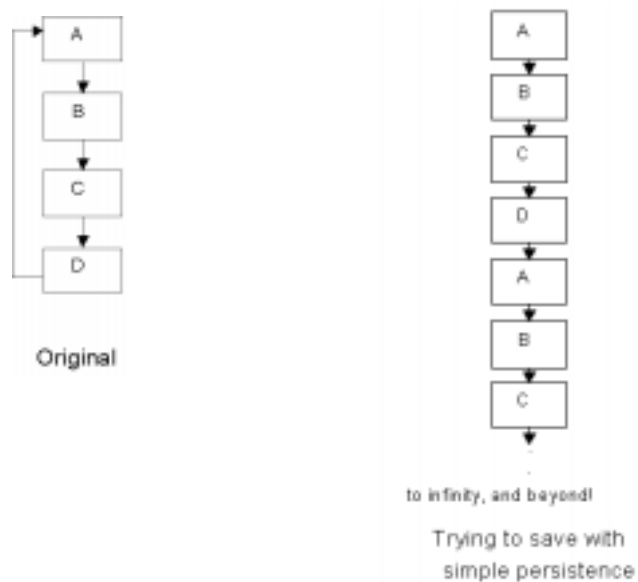 A
B
C
D
Original
A
B
C
D
A
B
C
to infinity, and beyond!
Trying to save with
simple persistence